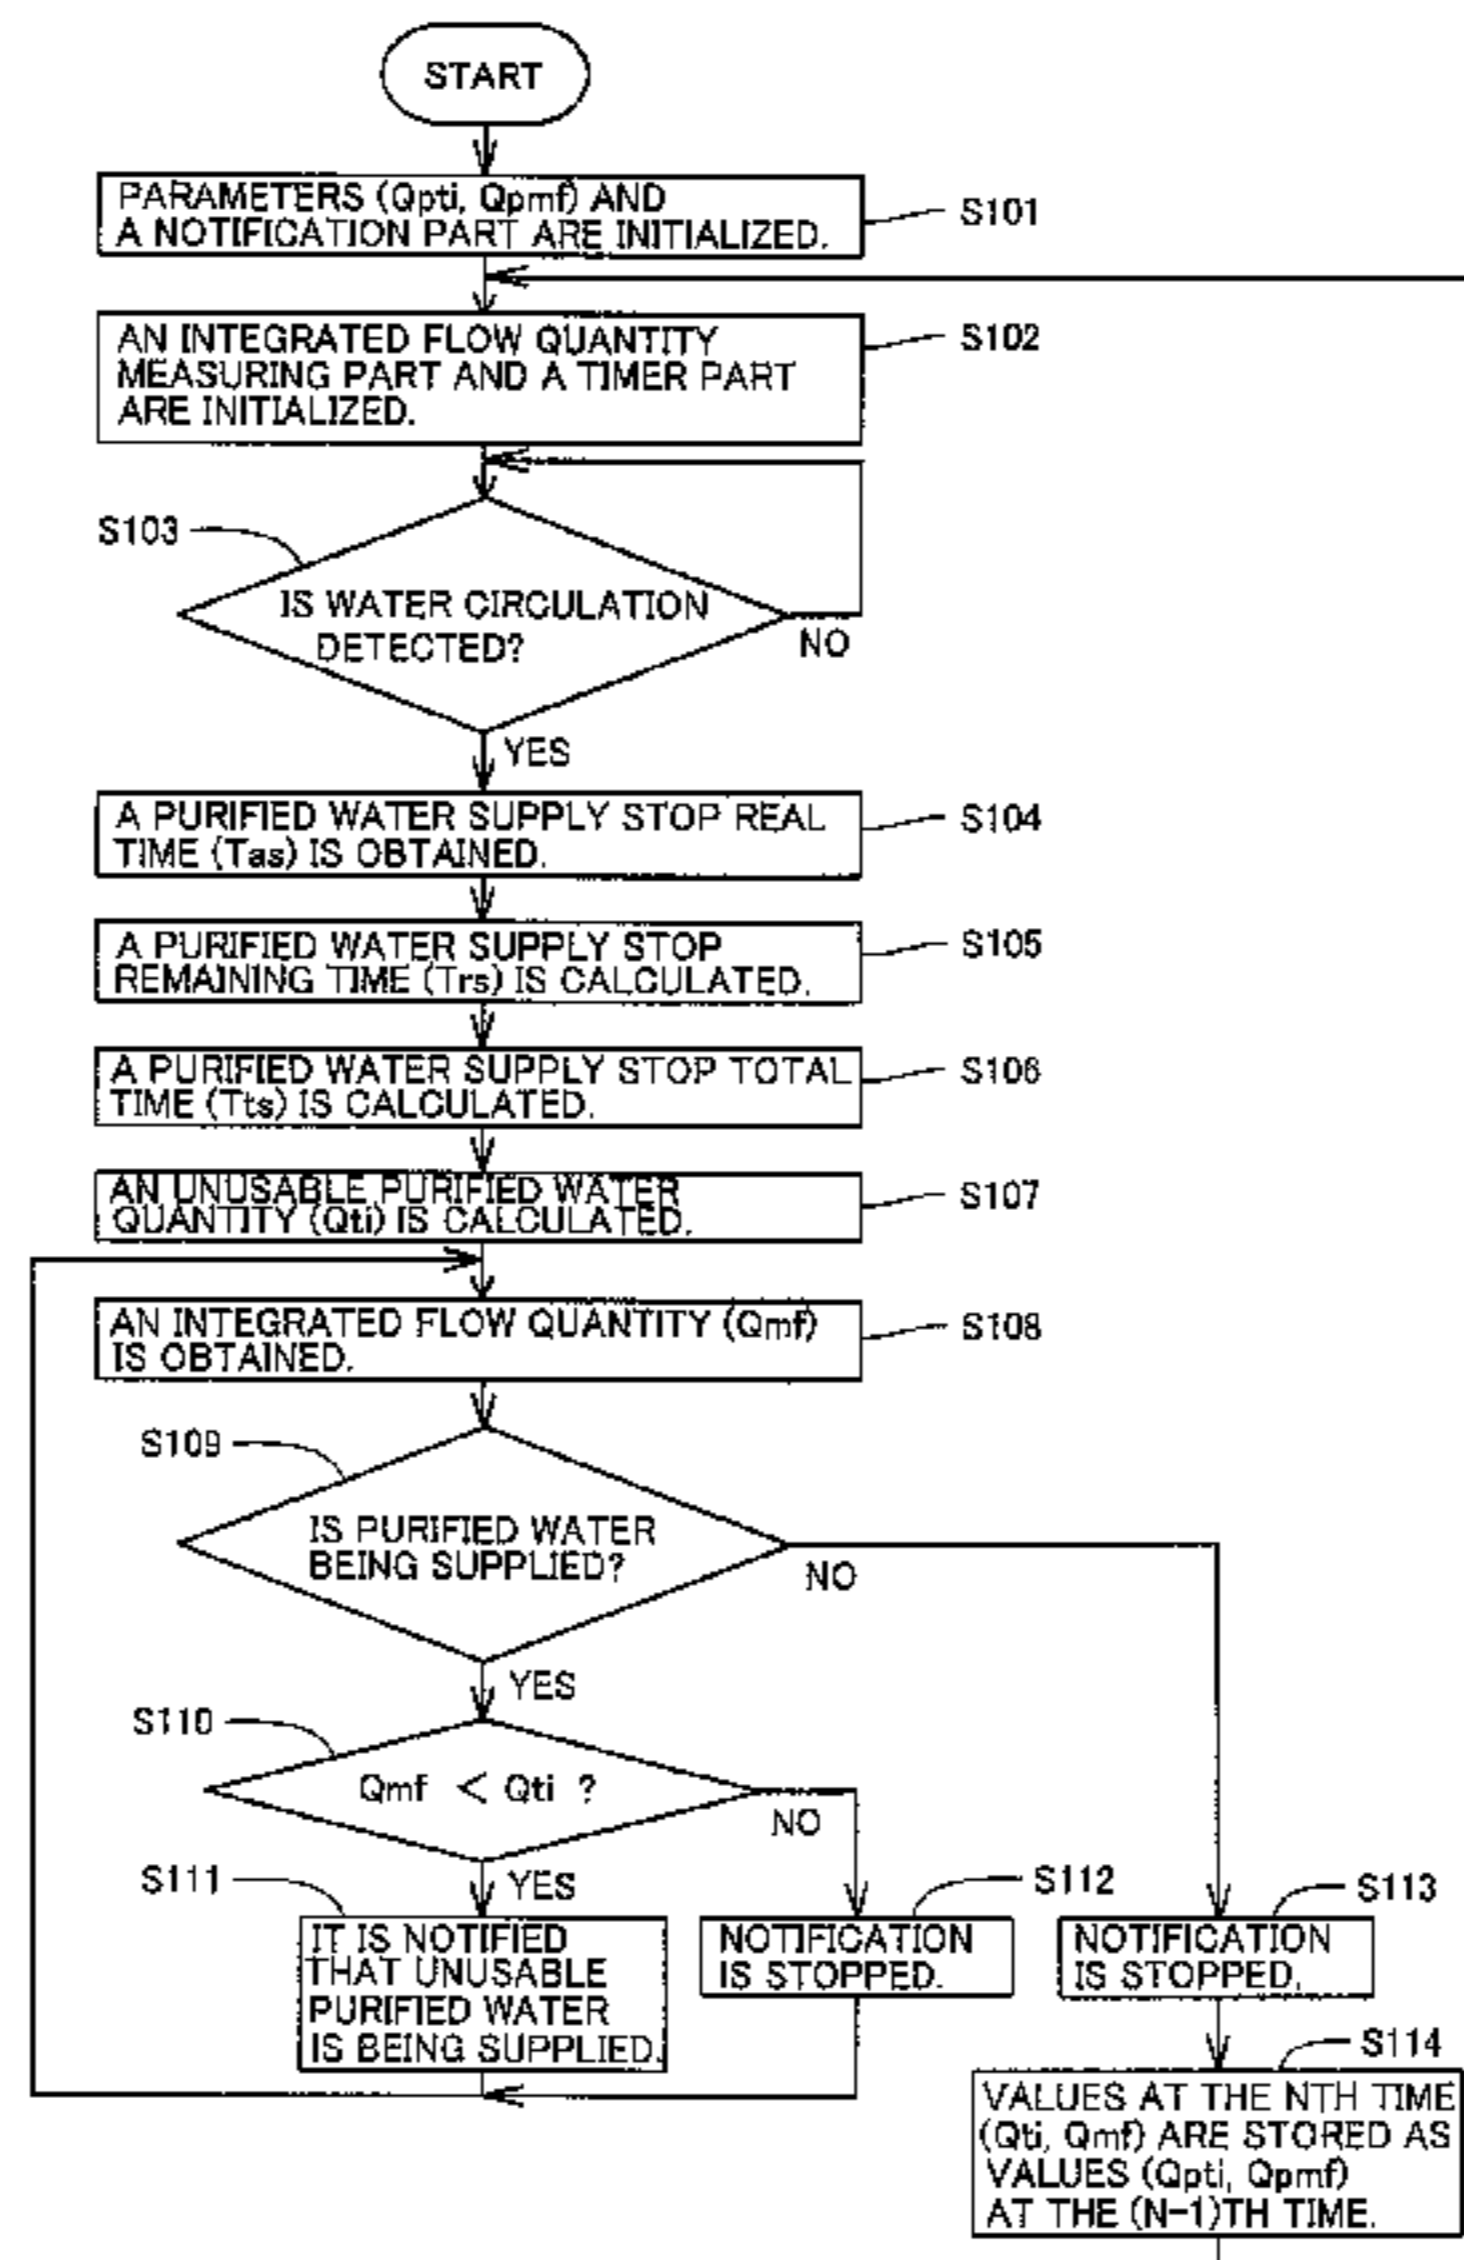 START
PARAMETERS (Qpti, Qpmf) AND
A NOTIFICATION PART ARE INITIALIZED.
S101
AN INTEGRATED FLOW QUANTITY
MEASURING PART AND A TIMER PART
ARE INITIALIZED.
S102
S103
IS WATER CIRCULATION
DETECTED?
NO
YES
A PURIFIED WATER SUPPLY STOP REAL
TIME (Tas) IS OBTAINED.
S104
A PURIFIED WATER SUPPLY STOP
REMAINING TIME (Trs) IS CALCULATED.
S105
A PURIFIED WATER SUPPLY STOP TOTAL
TIME (Tts) IS CALCULATED.
S106
AN UNUSABLE PURIFIED WATER
QUANTITY (Qti) IS CALCULATED.
S107
AN INTEGRATED FLOW QUANTITY (Qmf)
IS OBTAINED.
S108
S109
IS PURIFIED WATER
BEING SUPPLIED?
NO
YES
S110
Qmf < Qti ?
NO
YES
S111
IT IS NOTIFIED
THAT UNUSABLE
PURIFIED WATER
IS BEING SUPPLIED.
S112
NOTIFICATION
IS STOPPED.
S113
NOTIFICATION
IS STOPPED.
S114
VALUES AT THE NTH TIME
(Qti, Qmf) ARE STORED AS
VALUES (Qpti, Qpmf)
AT THE (N-1)TH TIME.